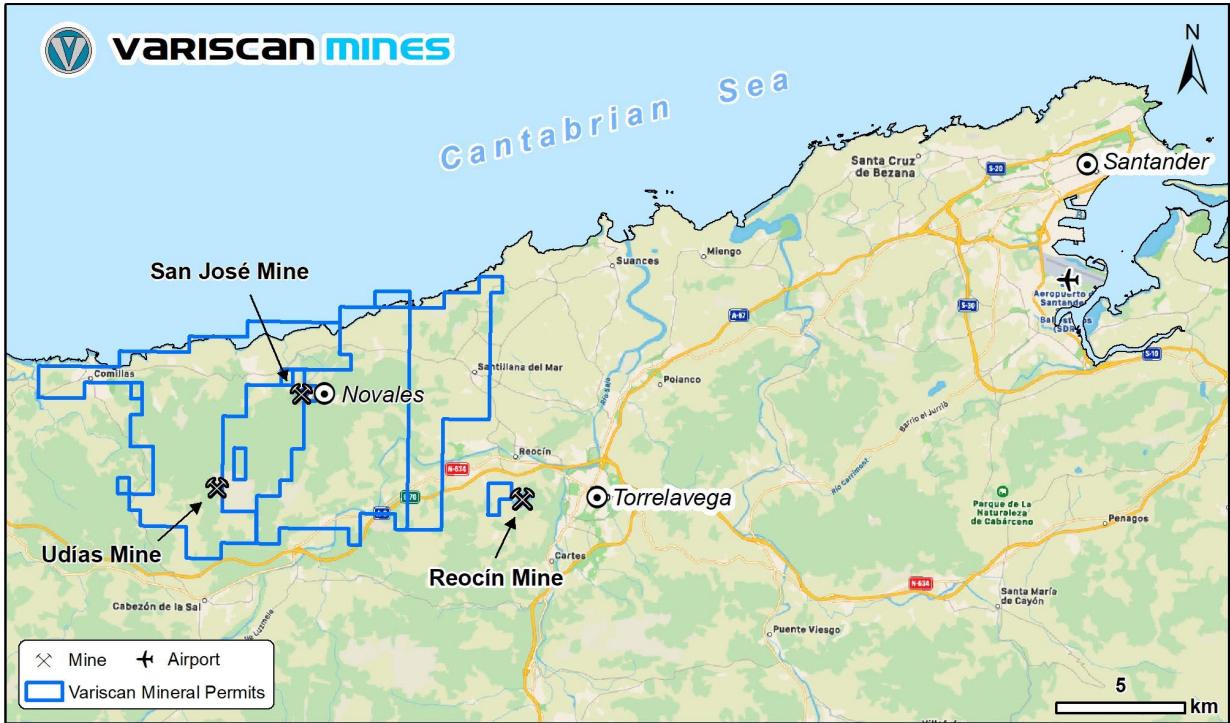 VARISCAN MINES
N
Cantabrian Sea
Santa Cruz
de Bezana
S-20
Santander
San José Mine
Suances
Miengo
Aeropuerto
Santander
S-30
A-67
S-10
Comillas
Novales
Santillana del Mar
Polanco
Barrio el Jurrió
Reocín
N-634
Torrelavega
Parque de La
Naturaleza
de Cabárceno
Penagos
Udías Mine
Reocín Mine
Cartes
N-634
Cabezón de la Sal
Santa María
de Cayón
Puente Viesgo
Mine
Airport
Variscan Mineral Permits
5
km